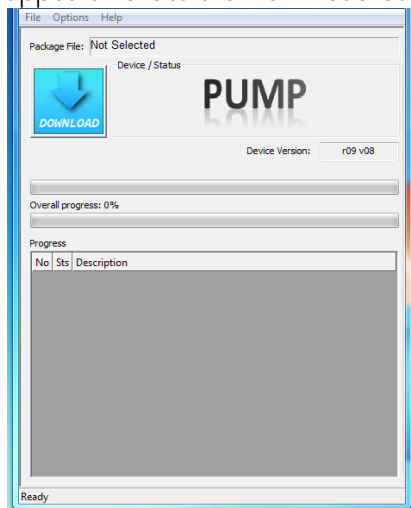 File Options Help
Package File: Not Selected
Device / Status
DOWNLOAD
PUMP
Device Version: r09 v08
Overall progress: 0%
Progress
No Sts Description
Ready